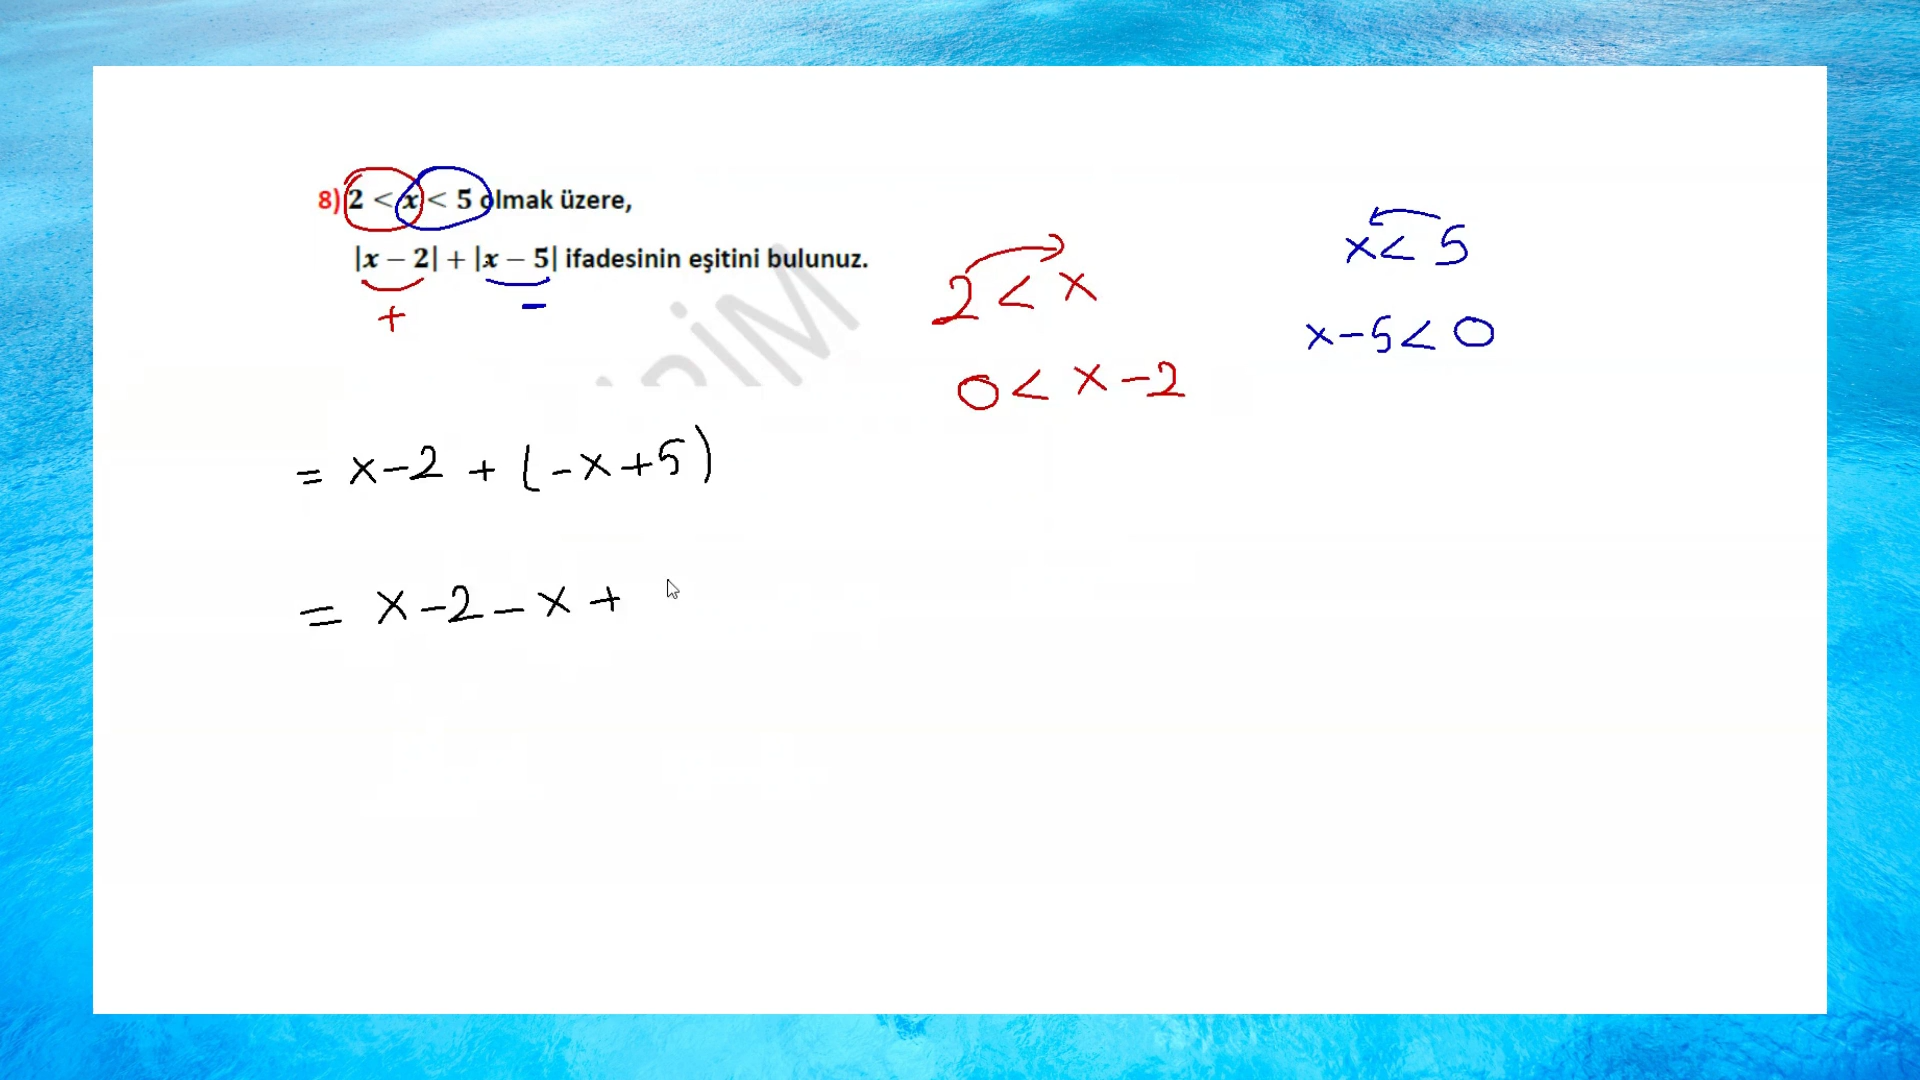 8) 2 < x < 5 olmak üzere,
|x − 2| + |x − 5| ifadesinin eşitini bulunuz.
+ −
2 < x
0 < x − 2
x < 5
x − 5 < 0
= x − 2 + (−x + 5)
= x − 2 − x +